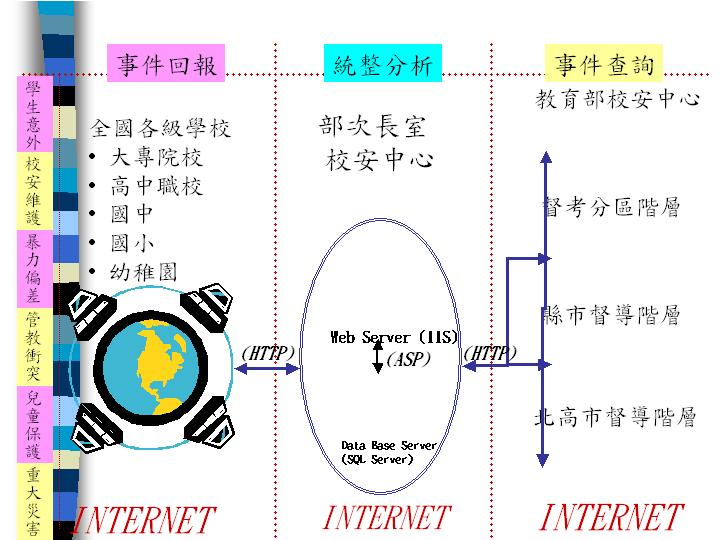 事件回報
統整分析
事件查詢
學生意外
校安維護
暴力偏差
管教衝突
兒童保護
重大災害
全國各級學校
• 大專院校
• 高中職校
• 國中
• 國小
• 幼稚園
(HTTP)
INTERNET
部次長室
校安中心
Web Server (IIS)
(ASP)
Data Base Server
(SQL Server)
INTERNET
(HTTP)
教育部校安中心
督考分區階層
縣市督導階層
北高市督導階層
INTERNET